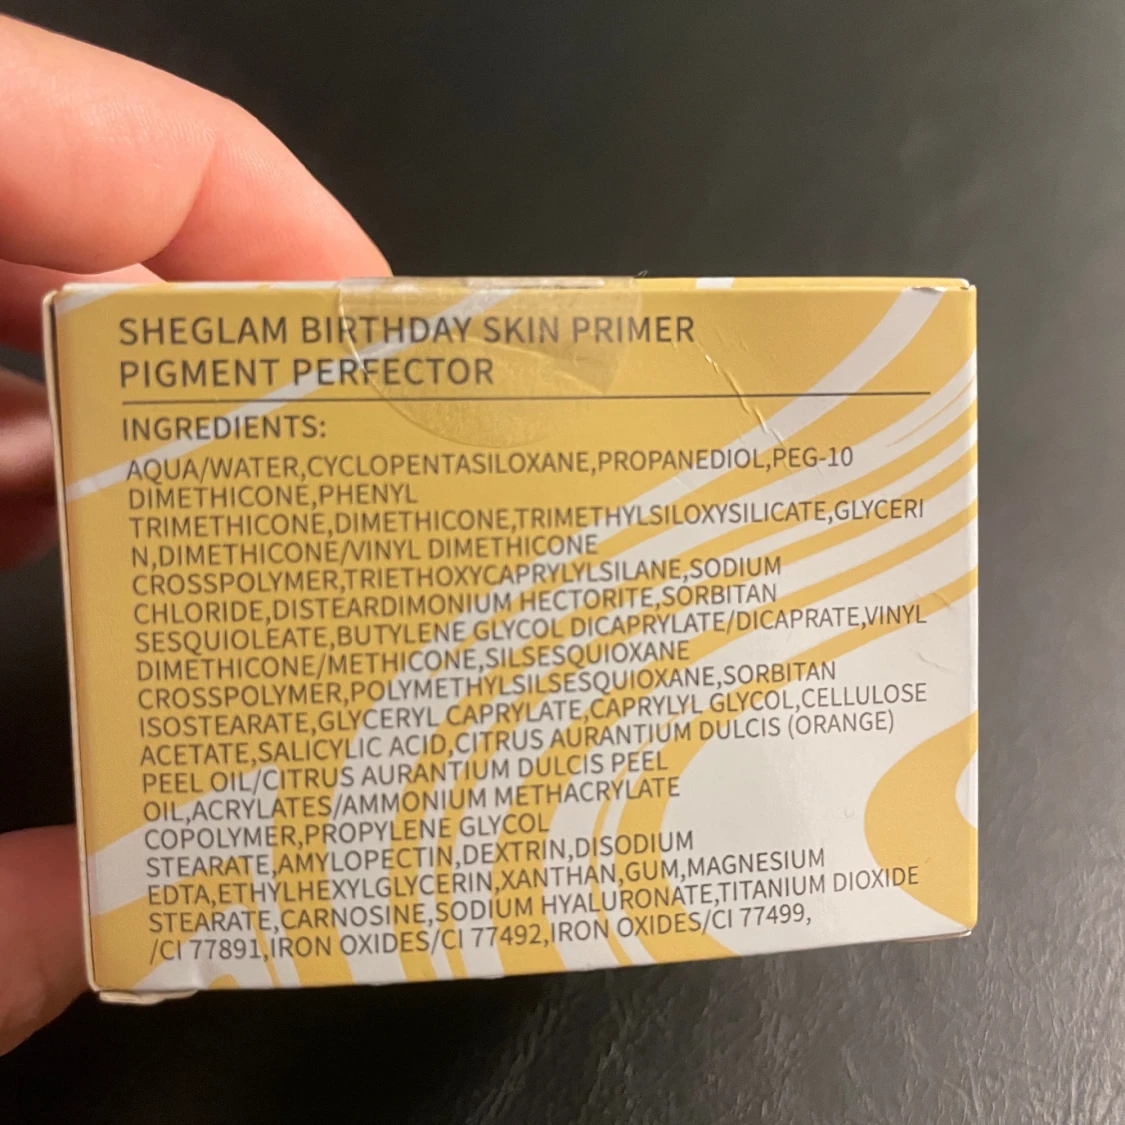 SHEGLAM BIRTHDAY SKIN PRIMER
PIGMENT PERFECTOR
INGREDIENTS:
AQUA/WATER,CYCLOPENTASILOXANE,PROPANEDIOL,PEG-10
DIMETHICONE,PHENYL
TRIMETHICONE,DIMETHICONE,TRIMETHYLSILOXYSILICATE,GLYCERI
N,DIMETHICONE/VINYL DIMETHICONE
CROSSPOLYMER,TRIETHOXYCAPRYLYLSILANE,SODIUM
CHLORIDE,DISTEARDIMONIUM HECTORITE,SORBITAN
SESQUIOLEATE,BUTYLENE GLYCOL DICAPRYLATE/DICAPRATE,VINYL
DIMETHICONE/METHICONE,SILSESQUIOXANE
CROSSPOLYMER,POLYMETHYLSILSESQUIOXANE,SORBITAN
ISOSTEARATE,GLYCERYL CAPRYLATE,CAPRYLYL GLYCOL,CELLULOSE
ACETATE,SALICYLIC ACID,CITRUS AURANTIUM DULCIS (ORANGE)
PEEL OIL/CITRUS AURANTIUM DULCIS PEEL
OIL,ACRYLATES/AMMONIUM METHACRYLATE
COPOLYMER,PROPYLENE GLYCOL
STEARATE,AMYLOPECTIN,DEXTRIN,DISODIUM
EDTA,ETHYLHEXYLGLYCERIN,XANTHAN,GUM,MAGNESIUM
STEARATE,CARNOSINE,SODIUM HYALURONATE,TITANIUM DIOXIDE
/CI 77891,IRON OXIDES/CI 77492,IRON OXIDES/CI 77499,